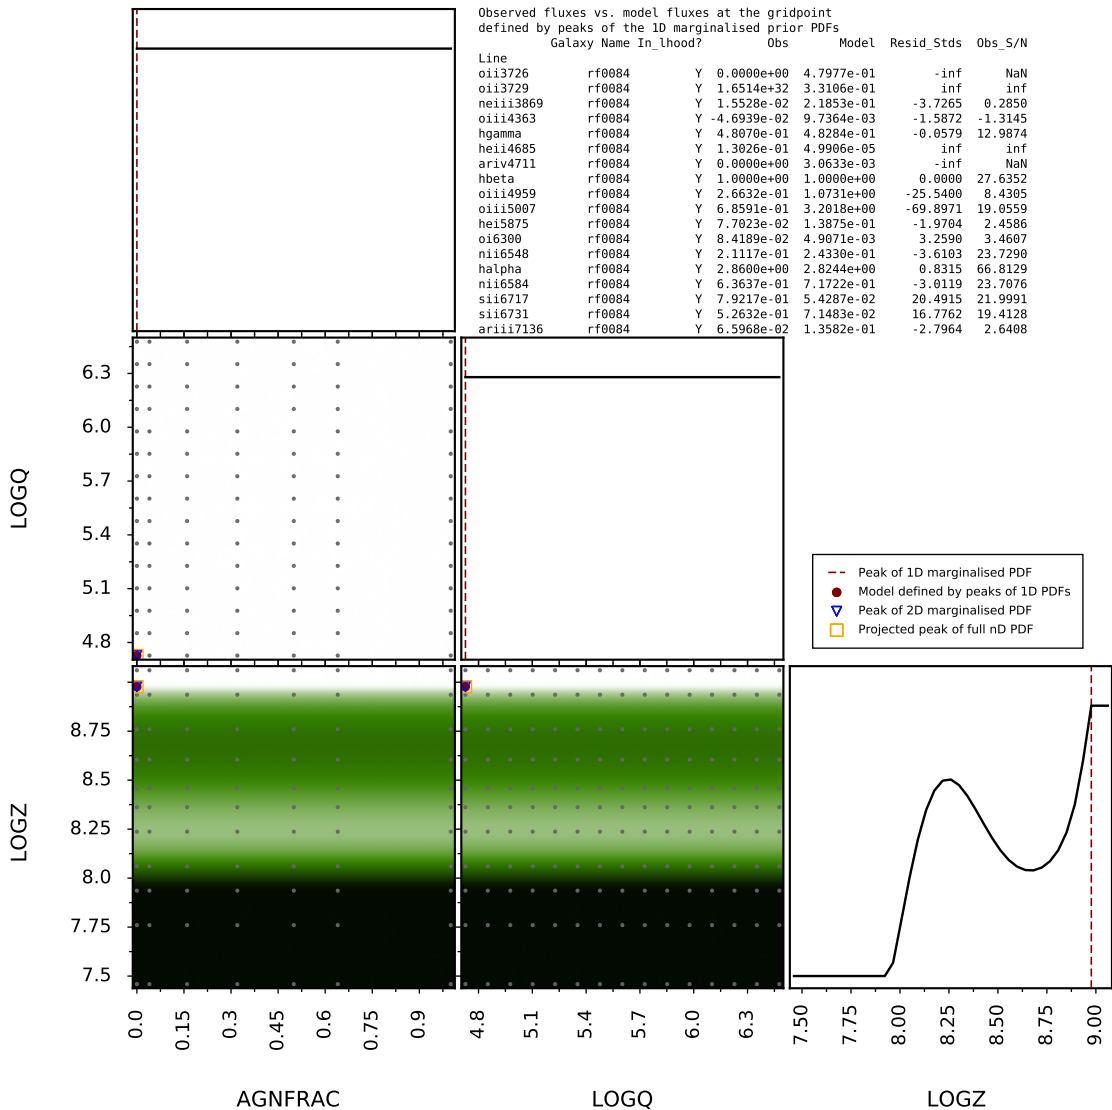 Observed fluxes vs. model fluxes at the gridpoint
defined by peaks of the 1D marginalised prior PDFs
Galaxy Name In_lhood? Obs Model Resid_Stds Obs_S/N
Line
oii3726 rf0084 Y 0.0000e+00 4.7977e-01 -inf NaN
oii3729 rf0084 Y 1.6514e+32 3.3106e-01 inf inf
neiii3869 rf0084 Y 1.5528e-02 2.1853e-01 -3.7265 0.2850
oiii4363 rf0084 Y -4.6939e-02 9.7364e-03 -1.5872 -1.3145
hgamma rf0084 Y 4.8070e-01 4.8284e-01 -0.0579 12.9874
heii4685 rf0084 Y 1.3026e-01 4.9906e-05 inf inf
ariv4711 rf0084 Y 0.0000e+00 3.0633e-03 -inf NaN
hbeta rf0084 Y 1.0000e+00 1.0000e+00 0.0000 27.6352
oiii4959 rf0084 Y 2.6632e-01 1.0731e+00 -25.5400 8.4305
oiii5007 rf0084 Y 6.8591e-01 3.2018e+00 -69.8971 19.0559
hei5875 rf0084 Y 7.7023e-02 1.3875e-01 -1.9704 2.4586
oi6300 rf0084 Y 8.4189e-02 4.9071e-03 3.2590 3.4607
nii6548 rf0084 Y 2.1117e-01 2.4330e-01 -3.6103 23.7290
halpha rf0084 Y 2.8600e+00 2.8244e+00 0.8315 66.8129
nii6584 rf0084 Y 6.3637e-01 7.1722e-01 -3.0119 23.7076
sii6717 rf0084 Y 7.9217e-01 5.4287e-02 20.4915 21.9991
sii6731 rf0084 Y 5.2632e-01 7.1483e-02 16.7762 19.4128
ariii7136 rf0084 Y 6.5968e-02 1.3582e-01 -2.7964 2.6408
6.3
6.0
5.7
5.4
5.1
4.8
LOGQ
Peak of 1D marginalised PDF
Model defined by peaks of 1D PDFs
Peak of 2D marginalised PDF
Projected peak of full nD PDF
8.75
8.5
8.25
8.0
7.75
7.5
LOGZ
0.0 0.15 0.3 0.45 0.6 0.75 0.9
4.8 5.1 5.4 5.7 6.0 6.3
7.50 7.75 8.00 8.25 8.50 8.75 9.00
AGNFRAC LOGQ LOGZ